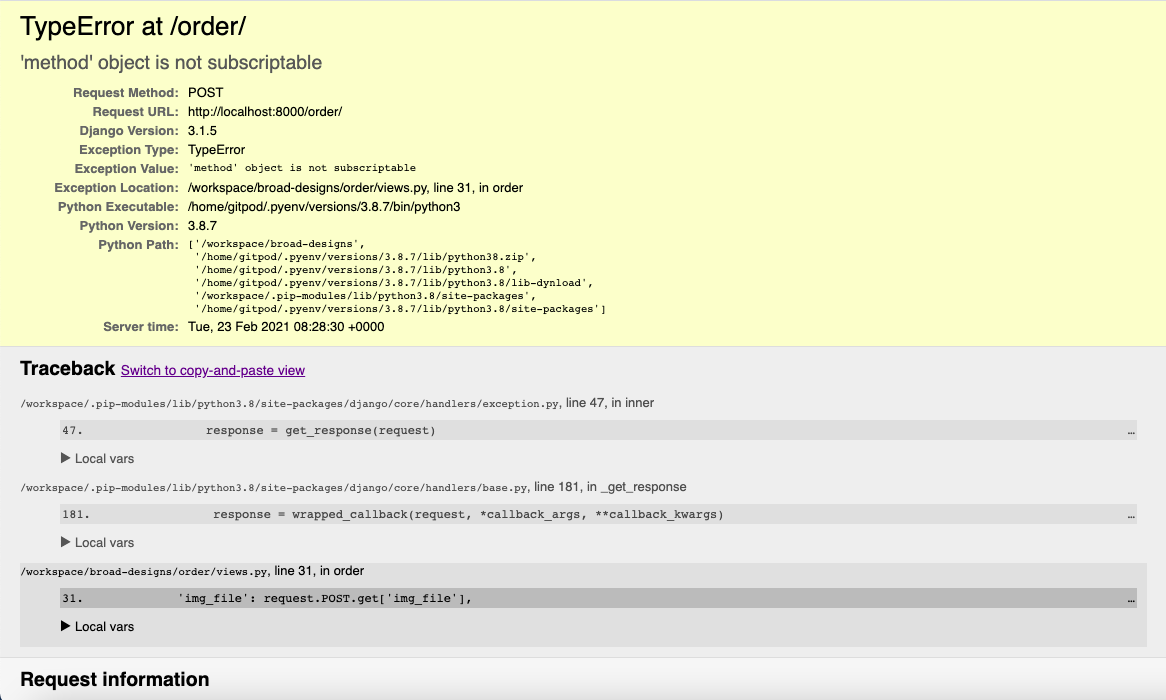 TypeError at /order/
'method' object is not subscriptable
Request Method: POST
Request URL: http://localhost:8000/order/
Django Version: 3.1.5
Exception Type: TypeError
Exception Value: 'method' object is not subscriptable
Exception Location: /workspace/broad-designs/order/views.py, line 31, in order
Python Executable: /home/gitpod/.pyenv/versions/3.8.7/bin/python3
Python Version: 3.8.7
Python Path: ['/workspace/broad-designs',
'/home/gitpod/.pyenv/versions/3.8.7/lib/python38.zip',
'/home/gitpod/.pyenv/versions/3.8.7/lib/python3.8',
'/home/gitpod/.pyenv/versions/3.8.7/lib/python3.8/lib-dynload',
'/workspace/.pip-modules/lib/python3.8/site-packages',
'/home/gitpod/.pyenv/versions/3.8.7/lib/python3.8/site-packages']
Server time: Tue, 23 Feb 2021 08:28:30 +0000
Traceback Switch to copy-and-paste view
/workspace/.pip-modules/lib/python3.8/site-packages/django/core/handlers/exception.py, line 47, in inner
47. response = get_response(request) …
▶ Local vars
/workspace/.pip-modules/lib/python3.8/site-packages/django/core/handlers/base.py, line 181, in _get_response
181. response = wrapped_callback(request, *callback_args, **callback_kwargs) …
▶ Local vars
/workspace/broad-designs/order/views.py, line 31, in order
31. 'img_file': request.POST.get['img_file'], …
▶ Local vars
Request information